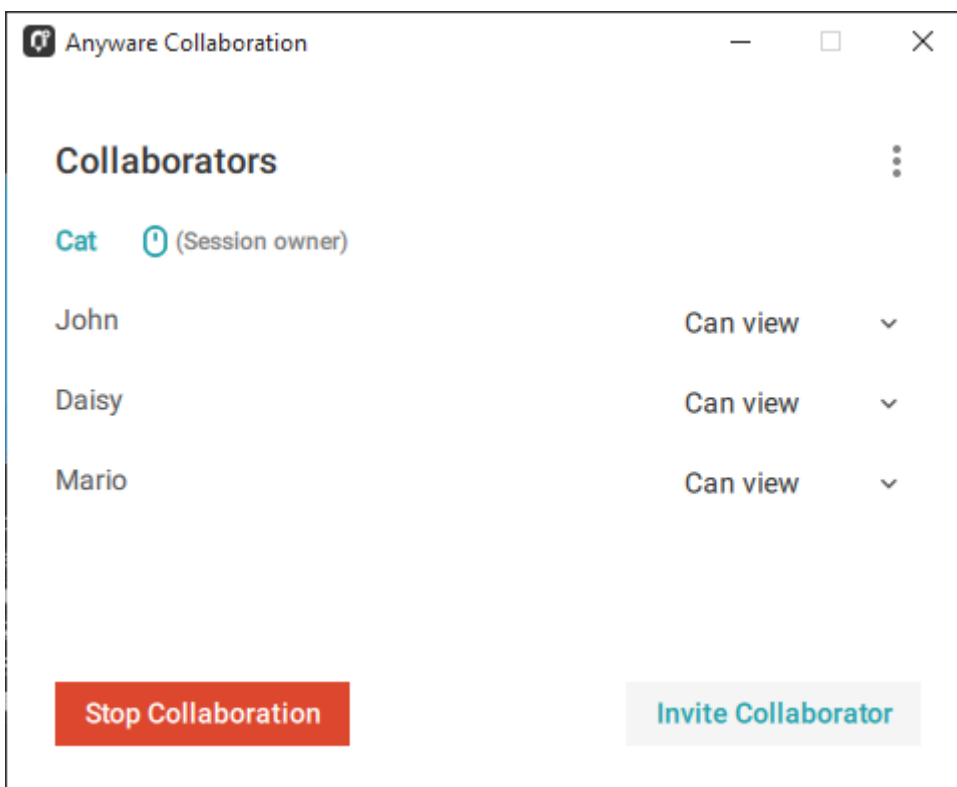 Anyware Collaboration
Collaborators
Cat (Session owner)
John Can view
Daisy Can view
Mario Can view
Stop Collaboration Invite Collaborator